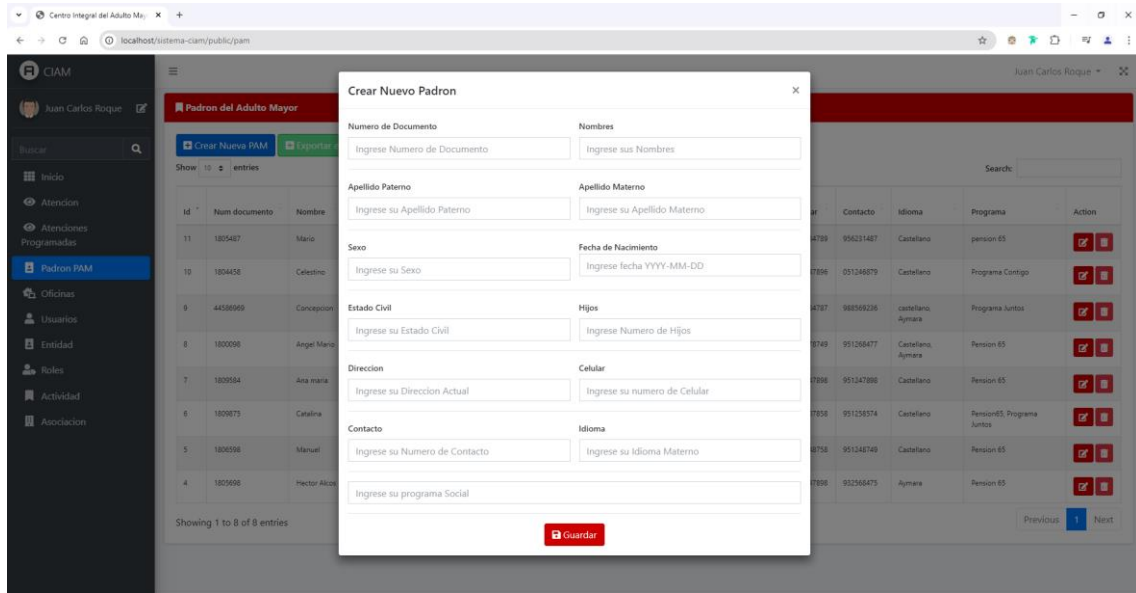 Centro Integral del Adulto May
localhost/sistema-ciam/public/pam
CIAM
Juan Carlos Roque
Juan Carlos Roque
Buscar
Inicio
Atencion
Atenciones
Programadas
Padron PAM
Oficinas
Usuarios
Entidad
Roles
Actividad
Asociacion
Padron del Adulto Mayor
Crear Nueva PAM
Exportar
Show 10 entries
Search:
Id Num documento Nombre Contacto Idioma Programa Action
11 1805487 Mario 956231487 Castellano pension 65
10 1804458 Celestino 051246879 Castellano Programa Contigo
9 44586969 Concepcion 988569236 castellano, Aymara Programa Juntos
8 1800098 Angel Mario 951268477 Castellano, Aymara Pension 65
7 1809584 Ana maria 951247898 Castellano Pension 65
6 1809875 Catalina 951258574 Castellano Pension65, Programa Juntos
5 1809598 Manuel 951248749 Castellano Pension 65
4 1805698 Hector Alcos 932568475 Aymara Pension 65
Showing 1 to 8 of 8 entries
Previous 1 Next
Crear Nuevo Padron
×
Numero de Documento Nombres
Ingrese Numero de Documento Ingrese sus Nombres
Apellido Paterno Apellido Materno
Ingrese su Apellido Paterno Ingrese su Apellido Materno
Sexo Fecha de Nacimiento
Ingrese su Sexo Ingrese fecha YYYY-MM-DD
Estado Civil Hijos
Ingrese su Estado Civil Ingrese Numero de Hijos
Direccion Celular
Ingrese su Direccion Actual Ingrese su numero de Celular
Contacto Idioma
Ingrese su Numero de Contacto Ingrese su Idioma Materno
Ingrese su programa Social
Guardar